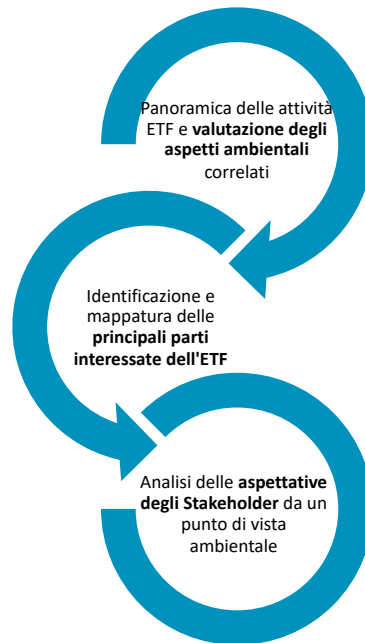 Panoramica delle attività
ETF e valutazione degli
aspetti ambientali
correlati
Identificazione e
mappatura delle
principali parti
interessate dell'ETF
Analisi delle aspettative
degli Stakeholder da un
punto di vista
ambientale